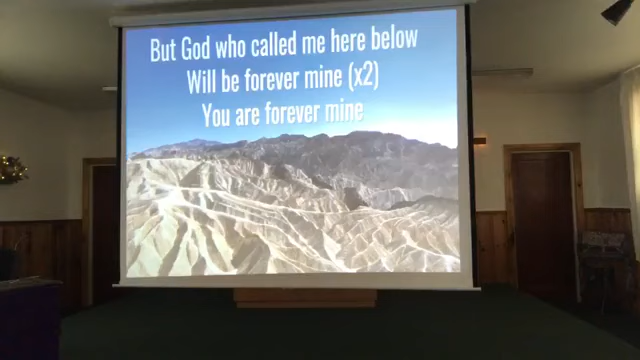 But God who called me here below
Will be forever mine (x2)
You are forever mine